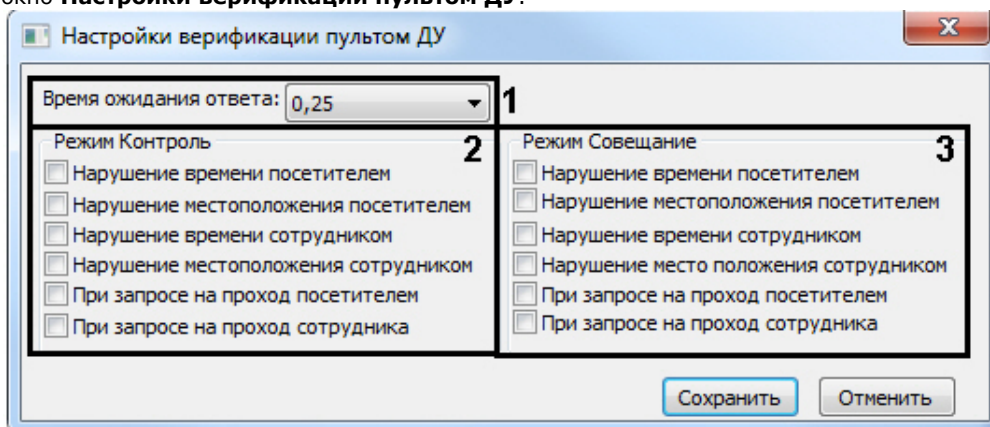 окно Настройки верификации пультом ДУ.
Настройки верификации пультом ДУ
Время ожидания ответа: 0,25
1
Режим Контроль
2
Нарушение времени посетителем
Нарушение местоположения посетителем
Нарушение времени сотрудником
Нарушение местоположения сотрудником
При запросе на проход посетителем
При запросе на проход сотрудника
Режим Совещание
3
Нарушение времени посетителем
Нарушение местоположения посетителем
Нарушение времени сотрудником
Нарушение место положения сотрудником
При запросе на проход посетителем
При запросе на проход сотрудника
Сохранить
Отменить